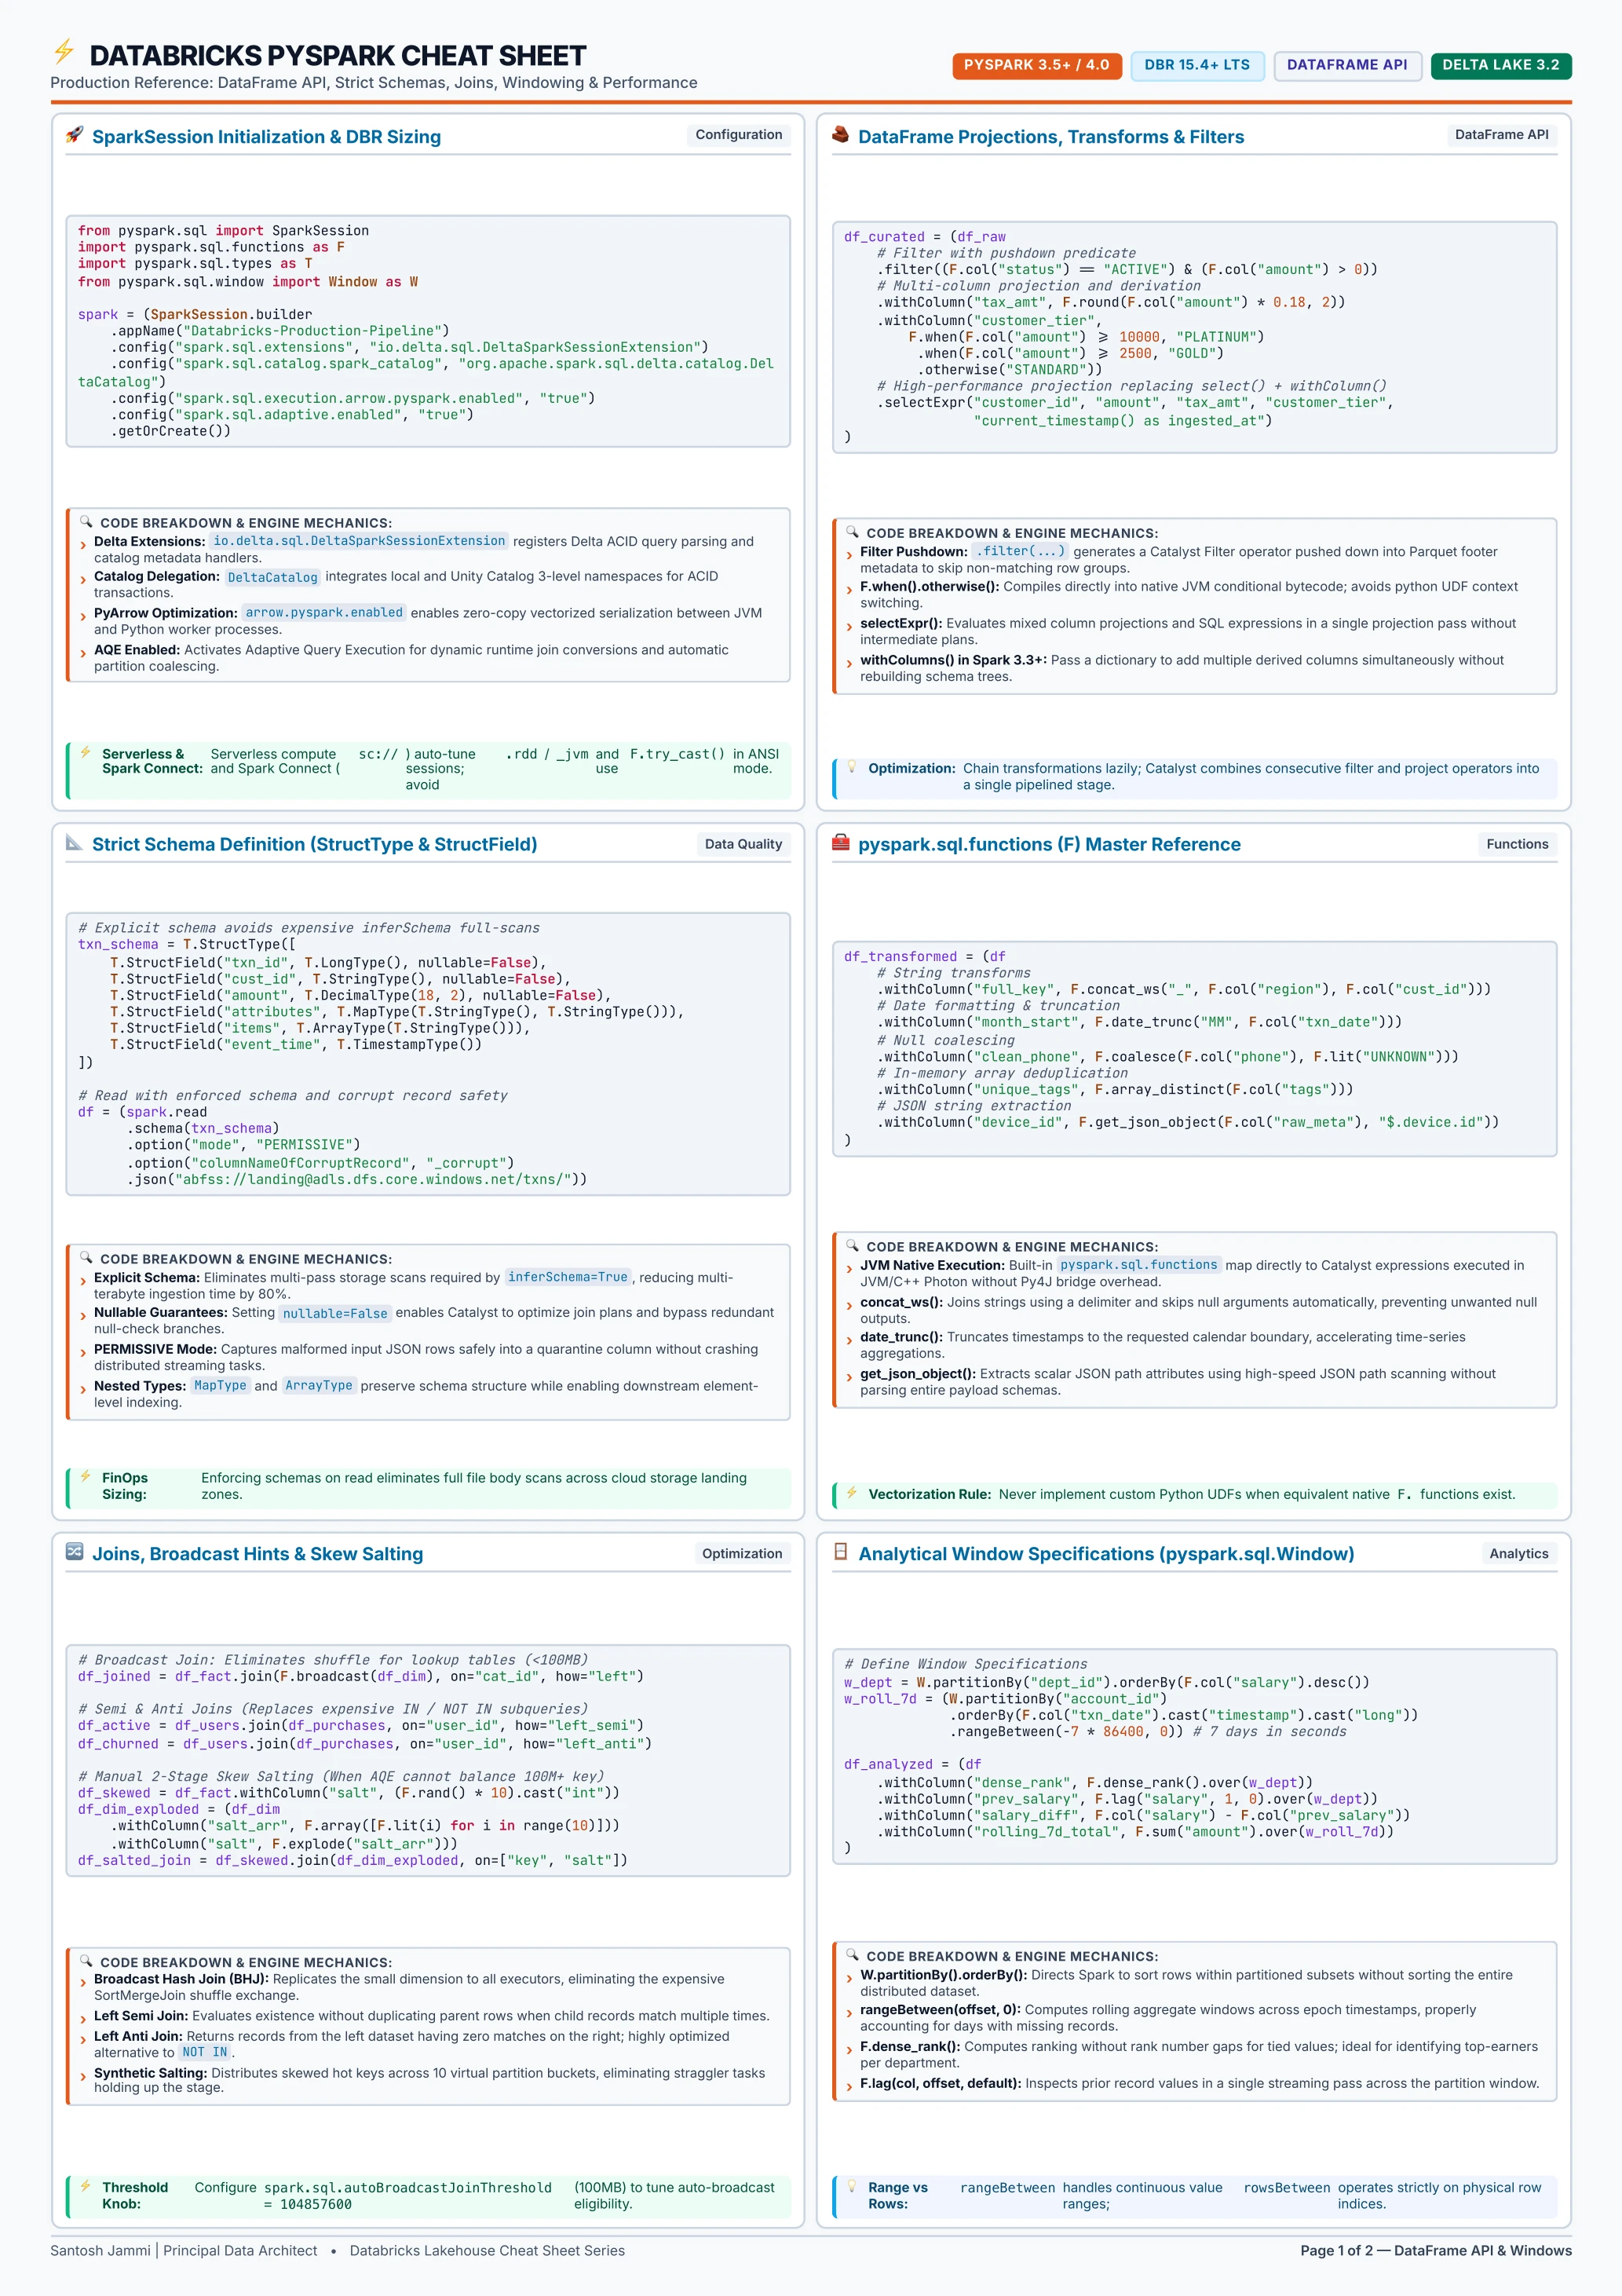 ⚡ DATABRICKS PYSPARK CHEAT SHEET
Production Reference: DataFrame API, Strict Schemas, Joins, Windowing & Performance
PYSPARK 3.5+ / 4.0
DBR 15.4+ LTS
DATAFRAME API
DELTA LAKE 3.2
🚀 SparkSession Initialization & DBR Sizing
Configuration
from pyspark.sql import SparkSession
import pyspark.sql.functions as F
import pyspark.sql.types as T
from pyspark.sql.window import Window as W

spark = (SparkSession.builder
    .appName("Databricks-Production-Pipeline")
    .config("spark.sql.extensions", "io.delta.sql.DeltaSparkSessionExtension")
    .config("spark.sql.catalog.spark_catalog", "org.apache.spark.sql.delta.catalog.Del
taCatalog")
    .config("spark.sql.execution.arrow.pyspark.enabled", "true")
    .config("spark.sql.adaptive.enabled", "true")
    .getOrCreate())
🔍 CODE BREAKDOWN & ENGINE MECHANICS:
› Delta Extensions: io.delta.sql.DeltaSparkSessionExtension registers Delta ACID query parsing and
catalog metadata handlers.
› Catalog Delegation: DeltaCatalog integrates local and Unity Catalog 3-level namespaces for ACID
transactions.
› PyArrow Optimization: arrow.pyspark.enabled enables zero-copy vectorized serialization between JVM
and Python worker processes.
› AQE Enabled: Activates Adaptive Query Execution for dynamic runtime join conversions and automatic
partition coalescing.
⚡ Serverless & Spark Connect: Serverless compute and Spark Connect ( sc:// ) auto-tune sessions; avoid .rdd / _jvm and use F.try_cast() in ANSI mode.
🧱 DataFrame Projections, Transforms & Filters
DataFrame API
df_curated = (df_raw
    # Filter with pushdown predicate
    .filter((F.col("status") == "ACTIVE") & (F.col("amount") > 0))
    # Multi-column projection and derivation
    .withColumn("tax_amt", F.round(F.col("amount") * 0.18, 2))
    .withColumn("customer_tier",
        F.when(F.col("amount") >= 10000, "PLATINUM")
         .when(F.col("amount") >= 2500, "GOLD")
         .otherwise("STANDARD"))
    # High-performance projection replacing select() + withColumn()
    .selectExpr("customer_id", "amount", "tax_amt", "customer_tier",
                "current_timestamp() as ingested_at")
)
🔍 CODE BREAKDOWN & ENGINE MECHANICS:
› Filter Pushdown: .filter(...) generates a Catalyst Filter operator pushed down into Parquet footer
metadata to skip non-matching row groups.
› F.when().otherwise(): Compiles directly into native JVM conditional bytecode; avoids python UDF context
switching.
› selectExpr(): Evaluates mixed column projections and SQL expressions in a single projection pass without
intermediate plans.
› withColumns() in Spark 3.3+: Pass a dictionary to add multiple derived columns simultaneously without
rebuilding schema trees.
💡 Optimization: Chain transformations lazily; Catalyst combines consecutive filter and project operators into
a single pipelined stage.
📐 Strict Schema Definition (StructType & StructField)
Data Quality
# Explicit schema avoids expensive inferSchema full-scans
txn_schema = T.StructType([
    T.StructField("txn_id", T.LongType(), nullable=False),
    T.StructField("cust_id", T.StringType(), nullable=False),
    T.StructField("amount", T.DecimalType(18, 2), nullable=False),
    T.StructField("attributes", T.MapType(T.StringType(), T.StringType())),
    T.StructField("items", T.ArrayType(T.StringType())),
    T.StructField("event_time", T.TimestampType())
])

# Read with enforced schema and corrupt record safety
df = (spark.read
      .schema(txn_schema)
      .option("mode", "PERMISSIVE")
      .option("columnNameOfCorruptRecord", "_corrupt")
      .json("abfss://landing@adls.dfs.core.windows.net/txns/"))
🔍 CODE BREAKDOWN & ENGINE MECHANICS:
› Explicit Schema: Eliminates multi-pass storage scans required by inferSchema=True, reducing multi-
terabyte ingestion time by 80%.
› Nullable Guarantees: Setting nullable=False enables Catalyst to optimize join plans and bypass redundant
null-check branches.
› PERMISSIVE Mode: Captures malformed input JSON rows safely into a quarantine column without crashing
distributed streaming tasks.
› Nested Types: MapType and ArrayType preserve schema structure while enabling downstream element-
level indexing.
⚡ FinOps Sizing: Enforcing schemas on read eliminates full file body scans across cloud storage landing
zones.
🧰 pyspark.sql.functions (F) Master Reference
Functions
df_transformed = (df
    # String transforms
    .withColumn("full_key", F.concat_ws("_", F.col("region"), F.col("cust_id")))
    # Date formatting & truncation
    .withColumn("month_start", F.date_trunc("MM", F.col("txn_date")))
    # Null coalescing
    .withColumn("clean_phone", F.coalesce(F.col("phone"), F.lit("UNKNOWN")))
    # In-memory array deduplication
    .withColumn("unique_tags", F.array_distinct(F.col("tags")))
    # JSON string extraction
    .withColumn("device_id", F.get_json_object(F.col("raw_meta"), "$.device.id"))
)
🔍 CODE BREAKDOWN & ENGINE MECHANICS:
› JVM Native Execution: Built-in pyspark.sql.functions map directly to Catalyst expressions executed in
JVM/C++ Photon without Py4J bridge overhead.
› concat_ws(): Joins strings using a delimiter and skips null arguments automatically, preventing unwanted null
outputs.
› date_trunc(): Truncates timestamps to the requested calendar boundary, accelerating time-series
aggregations.
› get_json_object(): Extracts scalar JSON path attributes using high-speed JSON path scanning without
parsing entire payload schemas.
⚡ Vectorization Rule: Never implement custom Python UDFs when equivalent native F. functions exist.
🔀 Joins, Broadcast Hints & Skew Salting
Optimization
# Broadcast Join: Eliminates shuffle for lookup tables (<100MB)
df_joined = df_fact.join(F.broadcast(df_dim), on="cat_id", how="left")

# Semi & Anti Joins (Replaces expensive IN / NOT IN subqueries)
df_active = df_users.join(df_purchases, on="user_id", how="left_semi")
df_churned = df_users.join(df_purchases, on="user_id", how="left_anti")

# Manual 2-Stage Skew Salting (When AQE cannot balance 100M+ key)
df_skewed = df_fact.withColumn("salt", (F.rand() * 10).cast("int"))
df_dim_exploded = (df_dim
    .withColumn("salt_arr", F.array([F.lit(i) for i in range(10)]))
    .withColumn("salt", F.explode("salt_arr")))
df_salted_join = df_skewed.join(df_dim_exploded, on=["key", "salt"])
🔍 CODE BREAKDOWN & ENGINE MECHANICS:
› Broadcast Hash Join (BHJ): Replicates the small dimension to all executors, eliminating the expensive
SortMergeJoin shuffle exchange.
› Left Semi Join: Evaluates existence without duplicating parent rows when child records match multiple times.
› Left Anti Join: Returns records from the left dataset having zero matches on the right; highly optimized
alternative to NOT IN.
› Synthetic Salting: Distributes skewed hot keys across 10 virtual partition buckets, eliminating straggler tasks
holding up the stage.
⚡ Threshold Knob: Configure spark.sql.autoBroadcastJoinThreshold = 104857600 (100MB) to tune auto-broadcast eligibility.
🪟 Analytical Window Specifications (pyspark.sql.Window)
Analytics
# Define Window Specifications
w_dept = W.partitionBy("dept_id").orderBy(F.col("salary").desc())
w_roll_7d = (W.partitionBy("account_id")
             .orderBy(F.col("txn_date").cast("timestamp").cast("long"))
             .rangeBetween(-7 * 86400, 0)) # 7 days in seconds

df_analyzed = (df
    .withColumn("dense_rank", F.dense_rank().over(w_dept))
    .withColumn("prev_salary", F.lag("salary", 1, 0).over(w_dept))
    .withColumn("salary_diff", F.col("salary") - F.col("prev_salary"))
    .withColumn("rolling_7d_total", F.sum("amount").over(w_roll_7d))
)
🔍 CODE BREAKDOWN & ENGINE MECHANICS:
› W.partitionBy().orderBy(): Directs Spark to sort rows within partitioned subsets without sorting the entire
distributed dataset.
› rangeBetween(offset, 0): Computes rolling aggregate windows across epoch timestamps, properly
accounting for days with missing records.
› F.dense_rank(): Computes ranking without rank number gaps for tied values; ideal for identifying top-earners
per department.
› F.lag(col, offset, default): Inspects prior record values in a single streaming pass across the partition window.
💡 Range vs Rows: rangeBetween handles continuous value ranges; rowsBetween operates strictly on physical row indices.
Santosh Jammi | Principal Data Architect • Databricks Lakehouse Cheat Sheet Series
Page 1 of 2 — DataFrame API & Windows